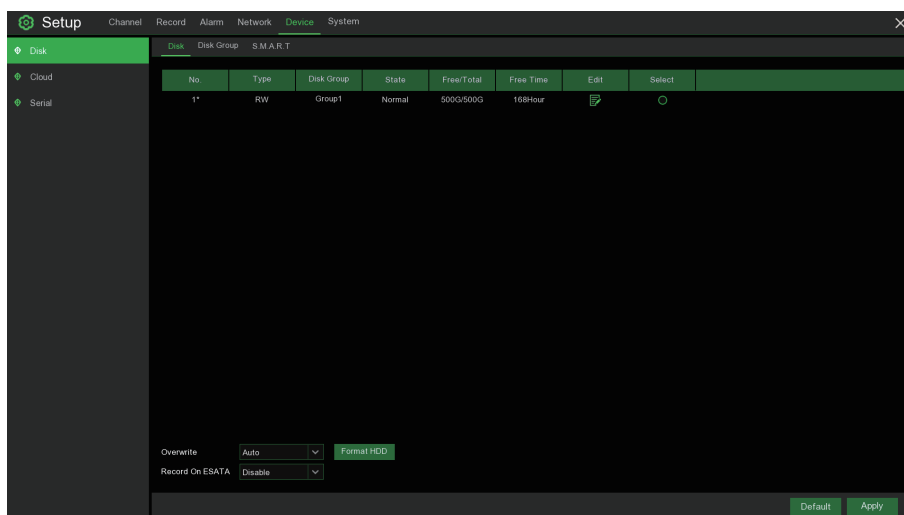 Setup Channel Record Alarm Network Device System
Disk
Cloud
Serial
Disk Disk Group S.M.A.R.T
No. Type Disk Group State Free/Total Free Time Edit Select
1* RW Group1 Normal 500G/500G 168Hour
Overwrite Auto Format HDD
Record On ESATA Disable
Default Apply